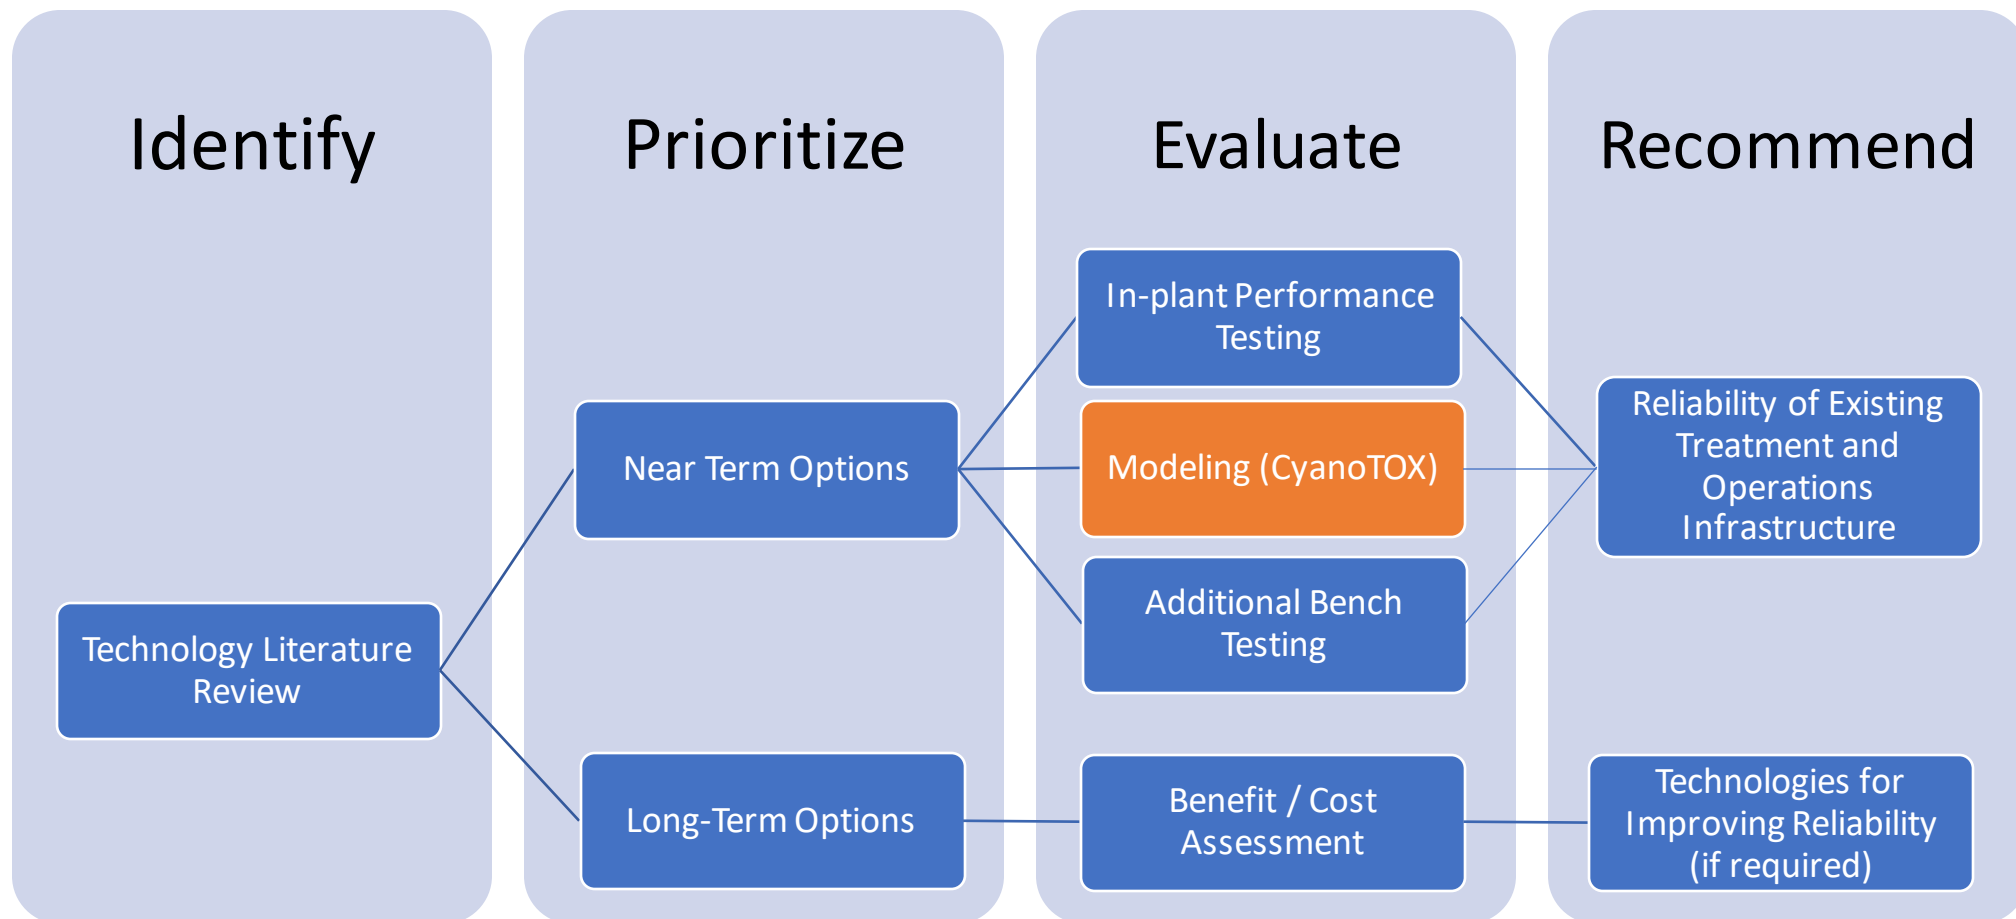 Identify
Prioritize
Evaluate
Recommend
Technology Literature
Review
Near Term Options
Long-Term Options
In-plant Performance
Testing
Modeling (CyanoTOX)
Additional Bench
Testing
Benefit / Cost
Assessment
Reliability of Existing
Treatment and
Operations
Infrastructure
Technologies for
Improving Reliability
(if required)